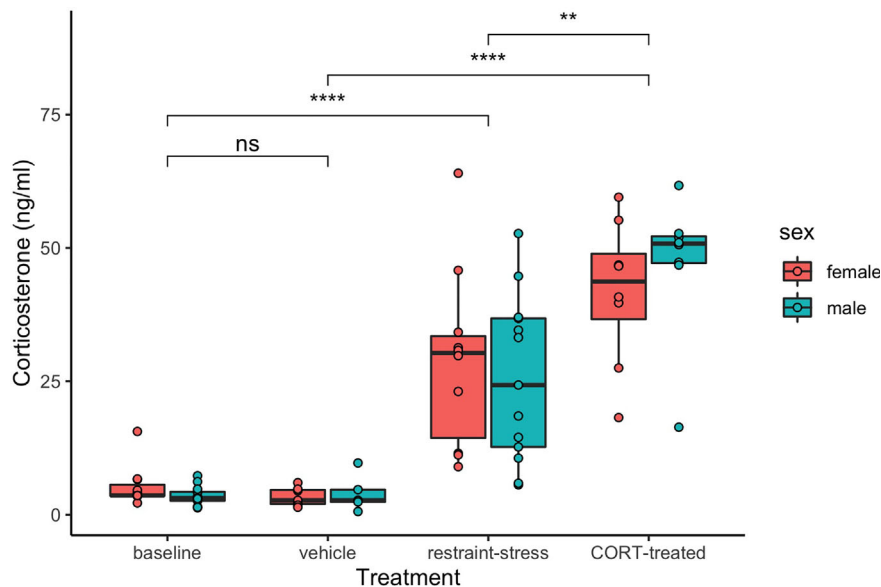 **
****
****
ns
75
50
25
0
Corticosterone (ng/ml)
baseline vehicle restraint-stress CORT-treated
Treatment
sex
female
male